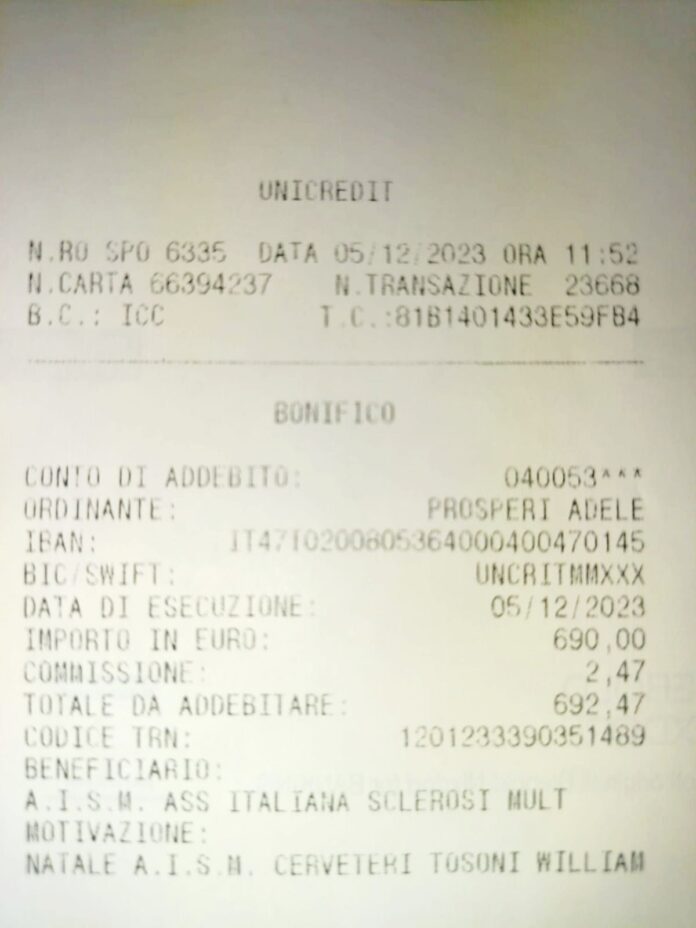 UNICREDIT
N.RO SPO 6335 DATA 05/12/2023 ORA 11:52
N.CARTA 66394237 N.TRANSAZIONE 23668
B.C.: ICC T.C.:81B1401433E59FB4
BONIFICO
CONTO DI ADDEBITO: 040053***
ORDINANTE: PROSPERI ADELE
IBAN: IT47I0200805364000400470145
BIC/SWIFT: UNCRITMMXXX
DATA DI ESECUZIONE: 05/12/2023
IMPORTO IN EURO: 690,00
COMMISSIONE: 2,47
TOTALE DA ADDEBITARE: 692,47
CODICE TRN: 1201233390351489
BENEFICIARIO:
A.I.S.M. ASS ITALIANA SCLEROSI MULT
MOTIVAZIONE:
NATALE A.I.S.M. CERVETERI TOSONI WILLIAM